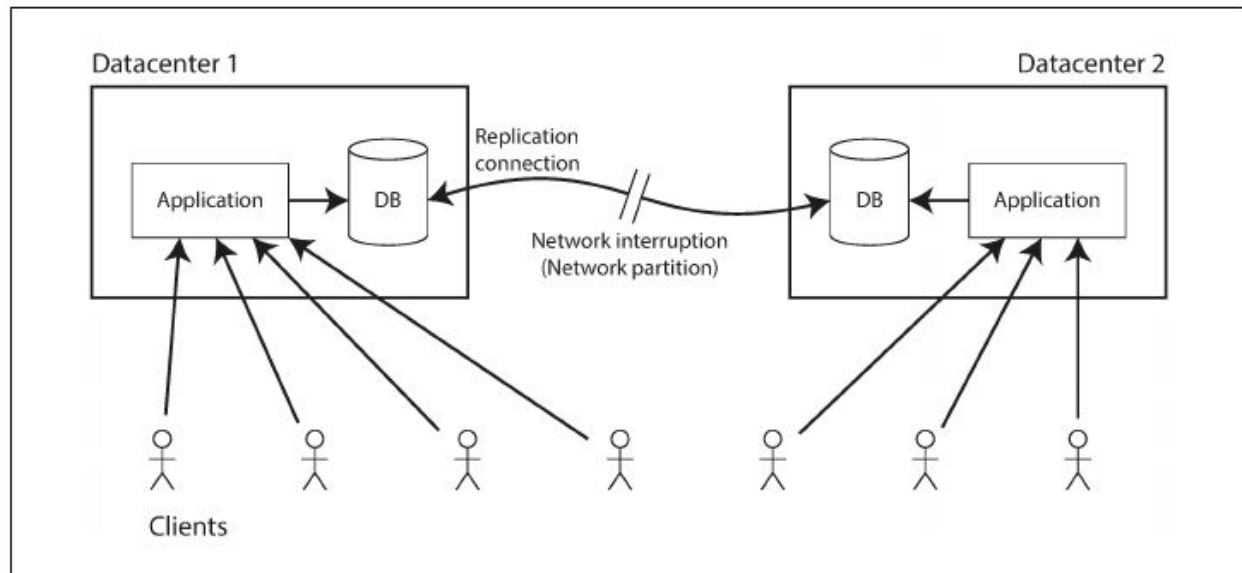 Datacenter 1
Datacenter 2
Replication
connection
Application
DB
DB
Application
Network interruption
(Network partition)
Clients